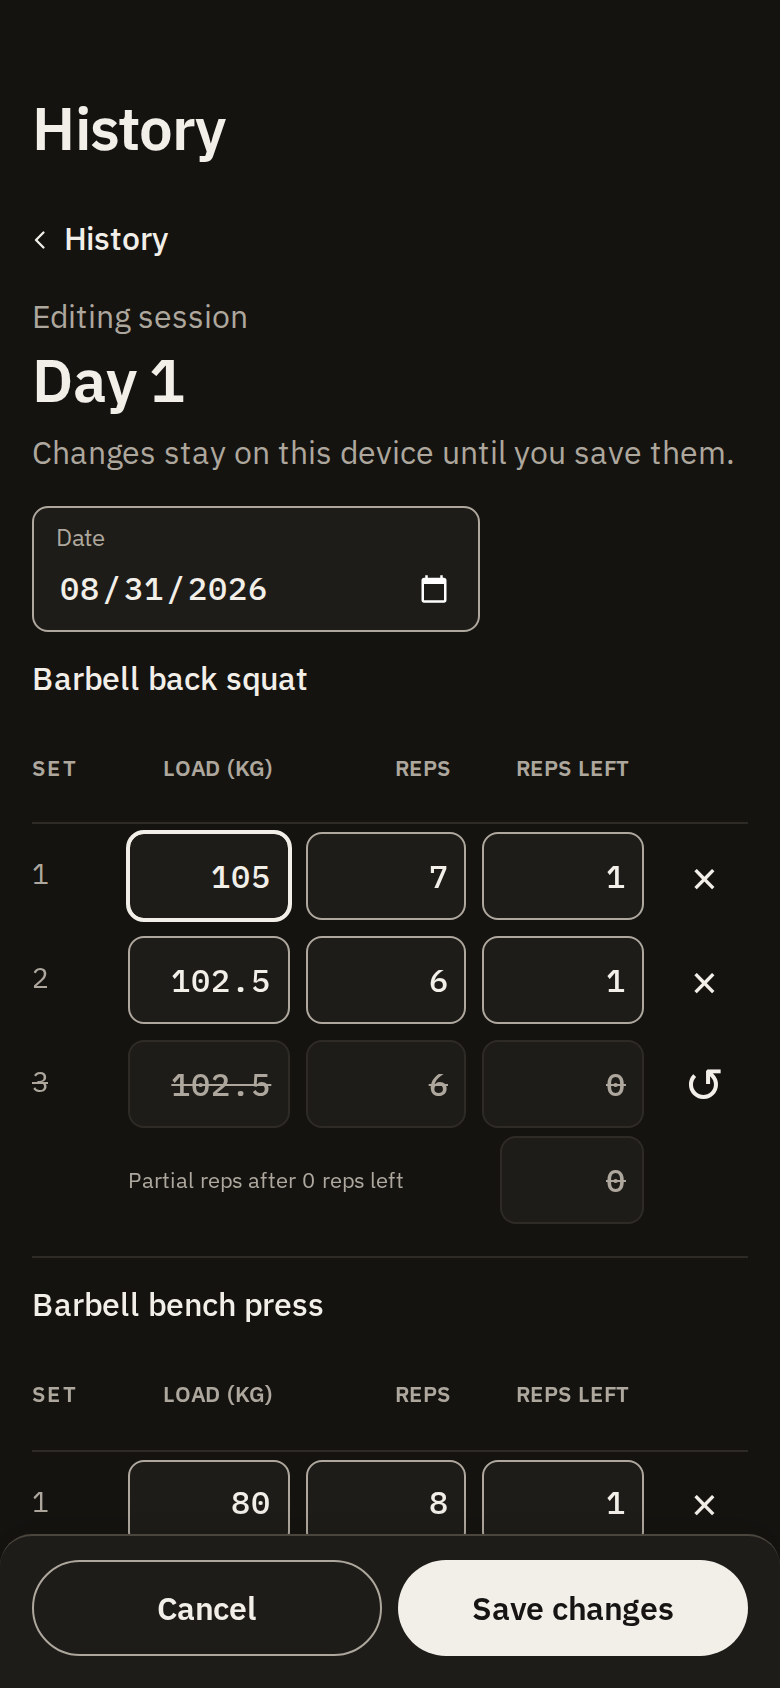 History
History
Editing session
Day 1
Changes stay on this device until you save them.
Date
08/31/2026
Barbell back squat
SET LOAD (KG) REPS REPS LEFT
1 105 7 1 ×
2 102.5 6 1 ×
3 102.5 6 0 ↺
Partial reps after 0 reps left 0
Barbell bench press
SET LOAD (KG) REPS REPS LEFT
1 80 8 1 ×
Cancel Save changes